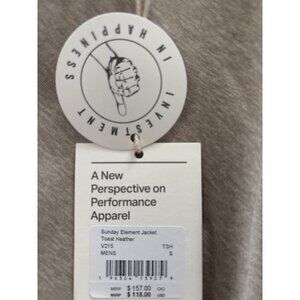 INVESTMENT
IN HAPPINESS
A New
Perspective on
Performance
Apparel
Sunday Element Jacket
Toast Heather
V215 TSH
MENS S
MSRP $ 157.00 CAD
MSRP $ 118.00 USD